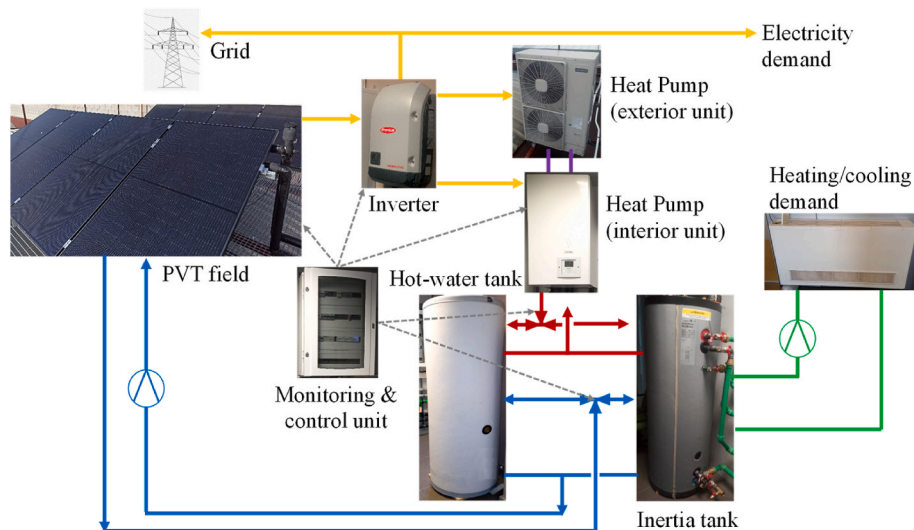 Grid
Electricity
demand
Heat Pump
(exterior unit)
Inverter
Heat Pump
(interior unit)
Heating/cooling
demand
PVT field
Hot-water tank
Monitoring &
control unit
Inertia tank